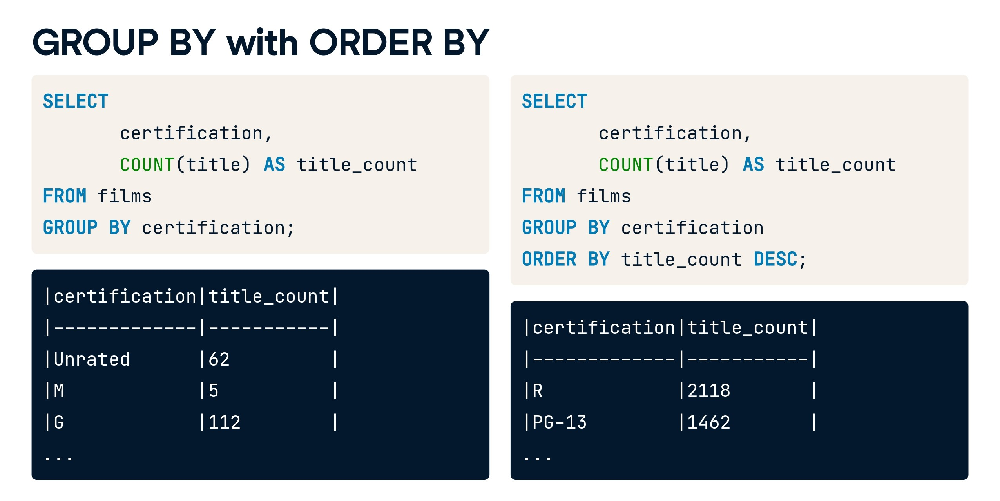 GROUP BY with ORDER BY
SELECT
certification,
COUNT(title) AS title_count
FROM films
GROUP BY certification;
|certification|title_count|
|-------------|-----------|
|Unrated      |62         |
|M            |5          |
|G            |112        |
...
SELECT
certification,
COUNT(title) AS title_count
FROM films
GROUP BY certification
ORDER BY title_count DESC;
|certification|title_count|
|-------------|-----------|
|R            |2118       |
|PG-13        |1462       |
...